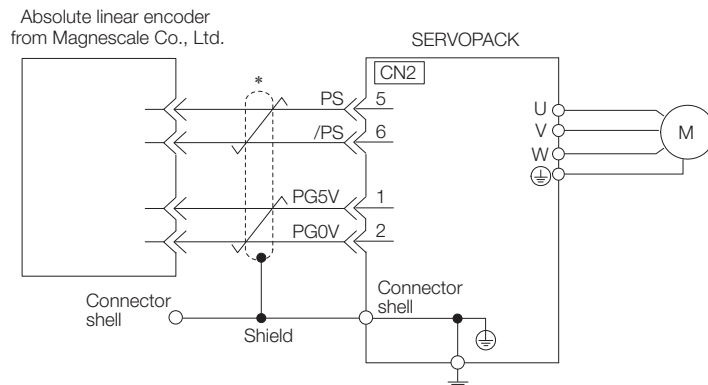 Absolute linear encoder
from Magnescale Co., Ltd.
SERVOPACK
CN2
*
PS 5
/PS 6
PG5V 1
PG0V 2
U
V
W
M
Connector
shell
Shield
Connector
shell